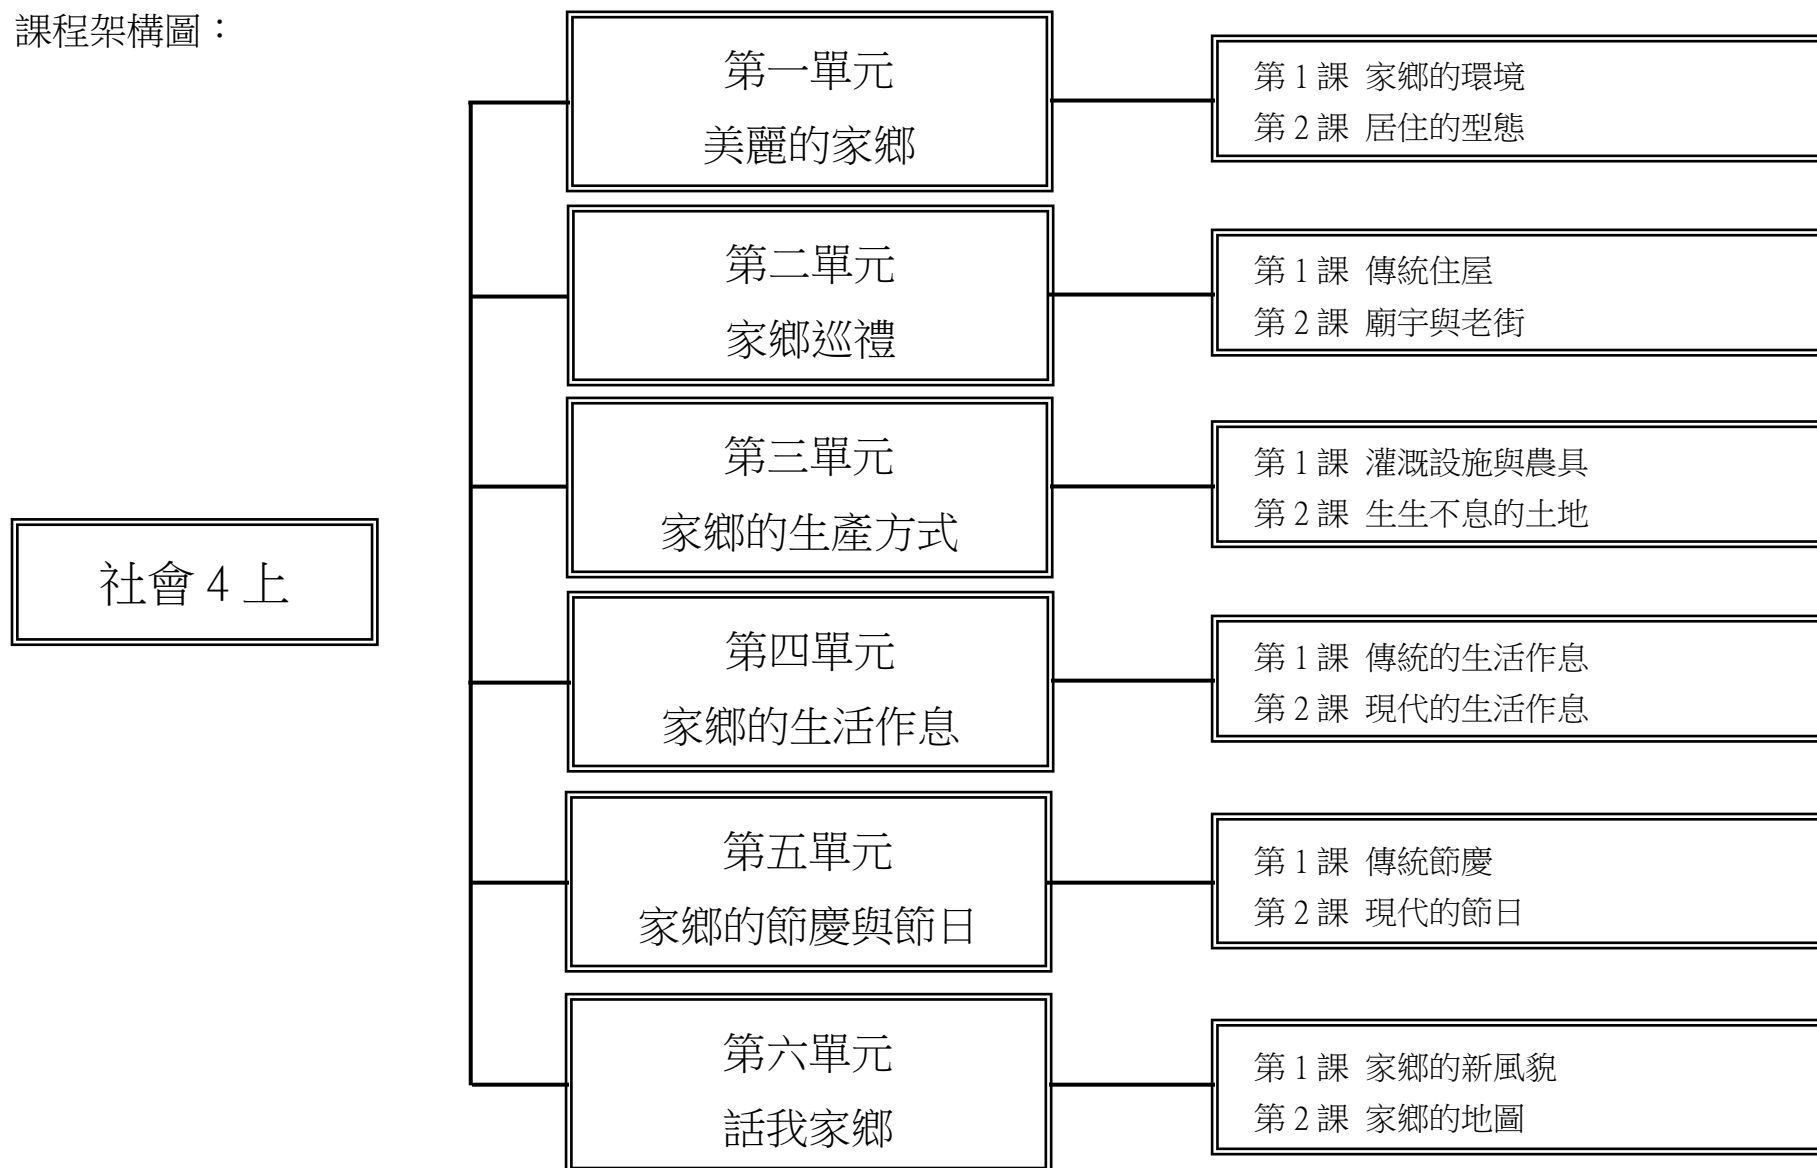 課程架構圖：
社會 4 上
第一單元
美麗的家鄉
第 1 課 家鄉的環境
第 2 課 居住的型態
第二單元
家鄉巡禮
第 1 課 傳統住屋
第 2 課 廟宇與老街
第三單元
家鄉的生產方式
第 1 課 灌溉設施與農具
第 2 課 生生不息的土地
第四單元
家鄉的生活作息
第 1 課 傳統的生活作息
第 2 課 現代的生活作息
第五單元
家鄉的節慶與節日
第 1 課 傳統節慶
第 2 課 現代的節日
第六單元
話我家鄉
第 1 課 家鄉的新風貌
第 2 課 家鄉的地圖